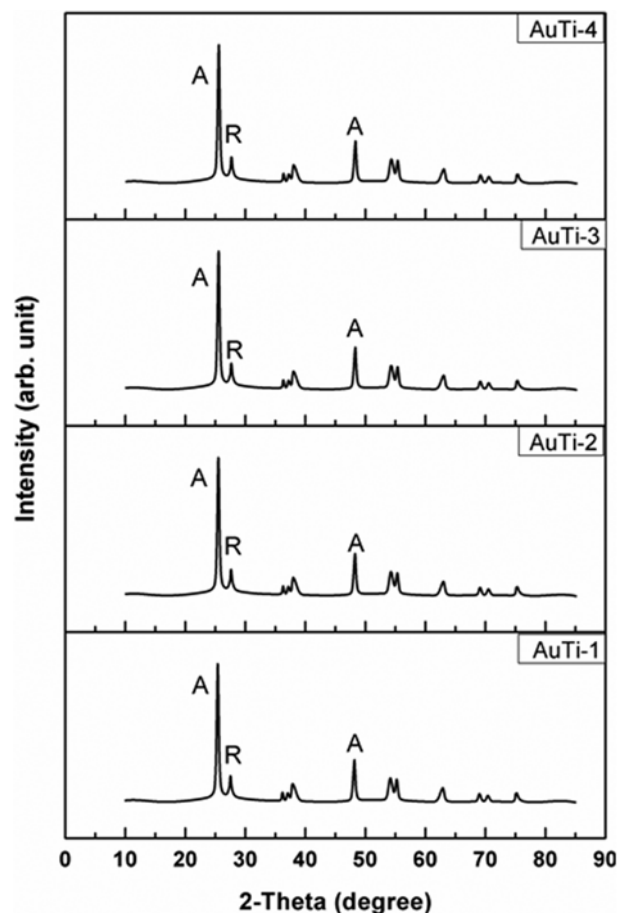 AuTi-4
A
R
A
AuTi-3
A
R
A
AuTi-2
A
R
A
AuTi-1
A
R
A
Intensity (arb. unit)
0 10 20 30 40 50 60 70 80 90
2-Theta (degree)